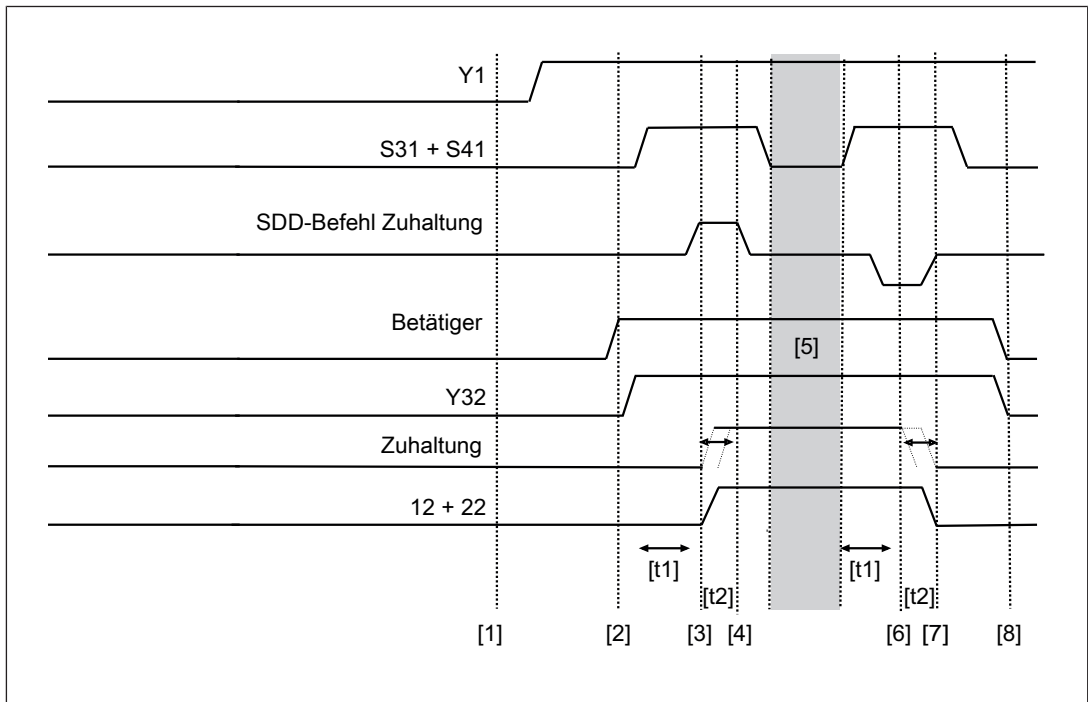 Y1
S31 + S41
SDD-Befehl Zuhaltung
Betätiger
[5]
Y32
Zuhaltung
12 + 22
[t1] [t1]
[t2] [t2]
[1] [2] [3] [4] [6] [7] [8]